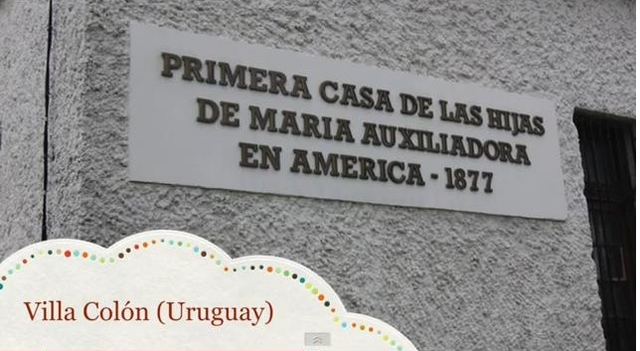 PRIMERA CASA DE LAS HIJAS
DE MARIA AUXILIADORA
EN AMERICA - 1877
Villa Colón (Uruguay)